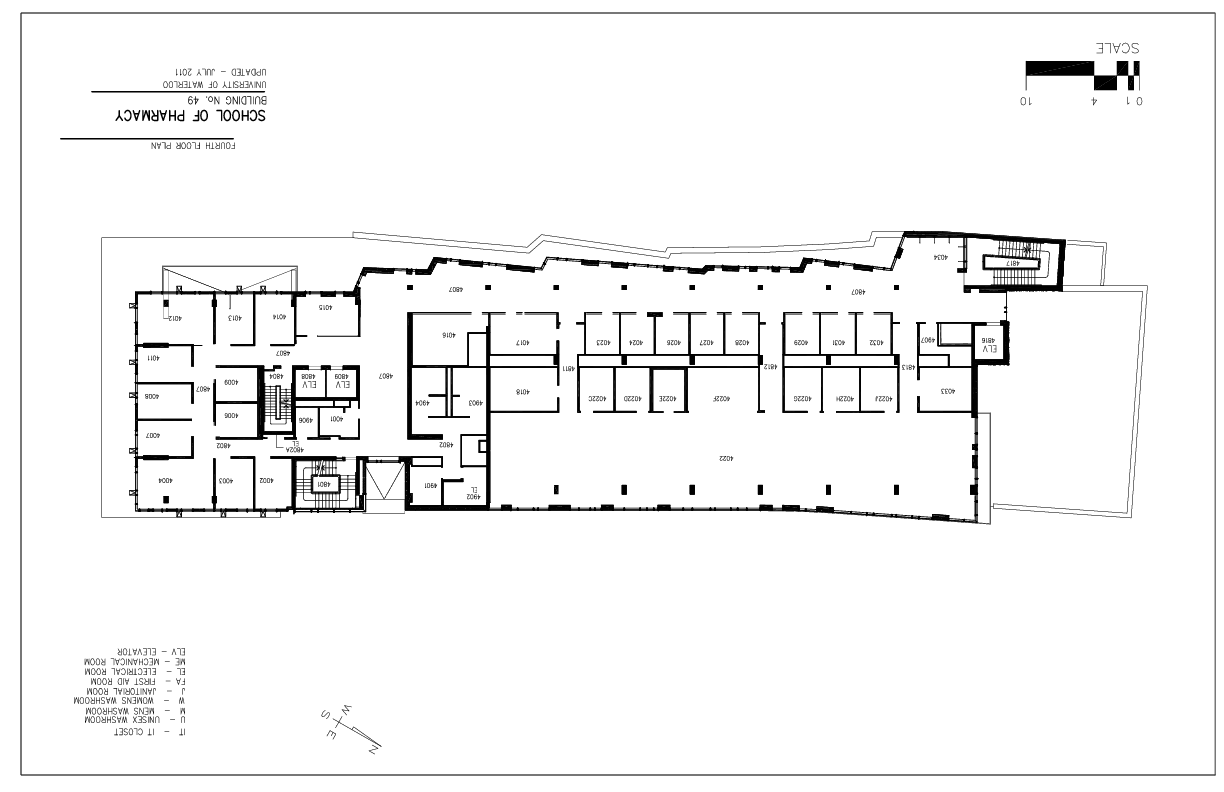 IT - IT CLOSET
U - UNISEX WASHROOM
M - MENS WASHROOM
W - WOMENS WASHROOM
J - JANITORIAL ROOM
FA - FIRST AID ROOM
EL - ELECTRICAL ROOM
ME - MECHANICAL ROOM
ELV - ELEVATOR
N
E
S
W
4902
EL
4901
4801
4002
4003
4004
4022
4802
4802A
EL
4802
4007
4001
4906
4006
4903
4904
4033
4022J
4022H
4022G
4022F
4022E
4022D
4022C
4018
4807
4809
ELV
4808
ELV
4804
4009
4807
4008
4813
4812
4811
4807
4011
4816
ELV
4907
4032
4031
4029
4028
4027
4026
4024
4023
4017
4016
4015
4014
4013
4012
4807
4807
4817
4034
FOURTH FLOOR PLAN
SCHOOL OF PHARMACY
BUILDING No. 49
UNIVERSITY OF WATERLOO
UPDATED - JULY 2011
0 1 4 10
SCALE